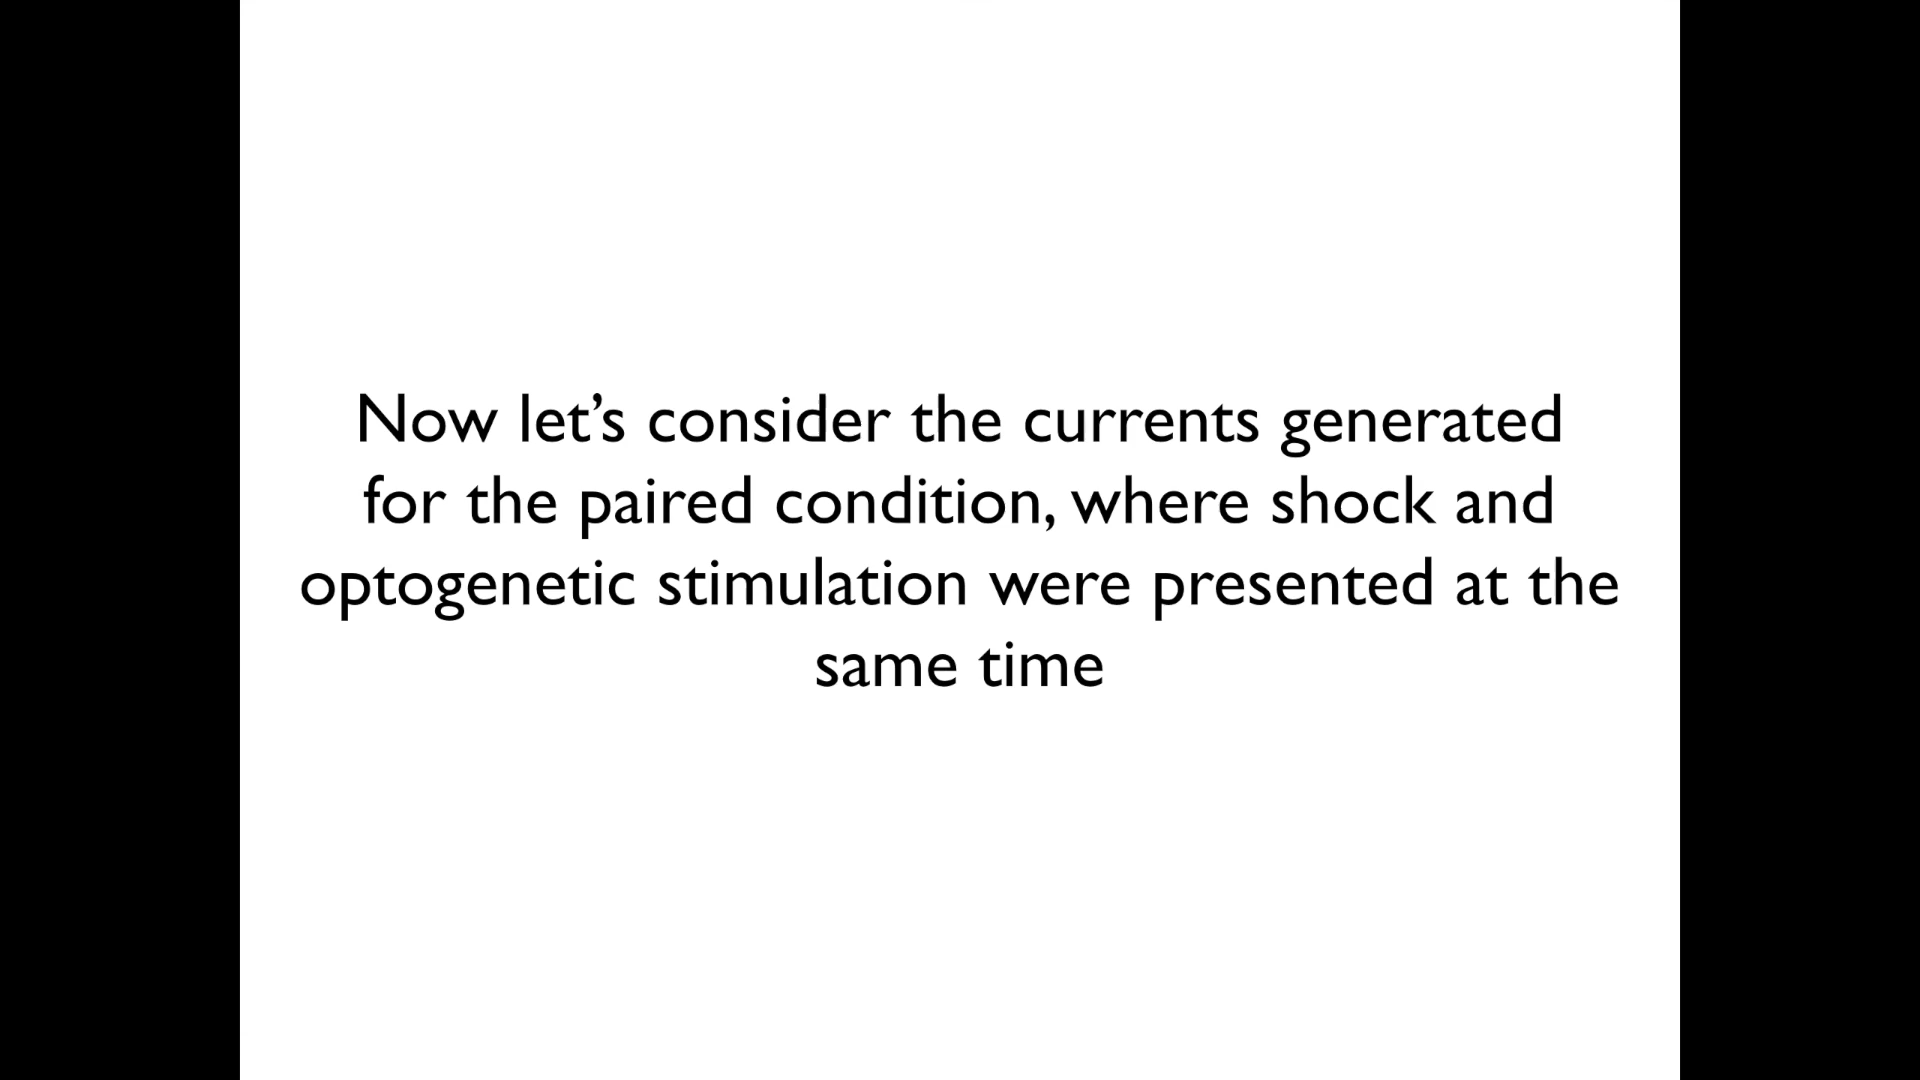 Now let’s consider the currents generated
for the paired condition, where shock and
optogenetic stimulation were presented at the
same time